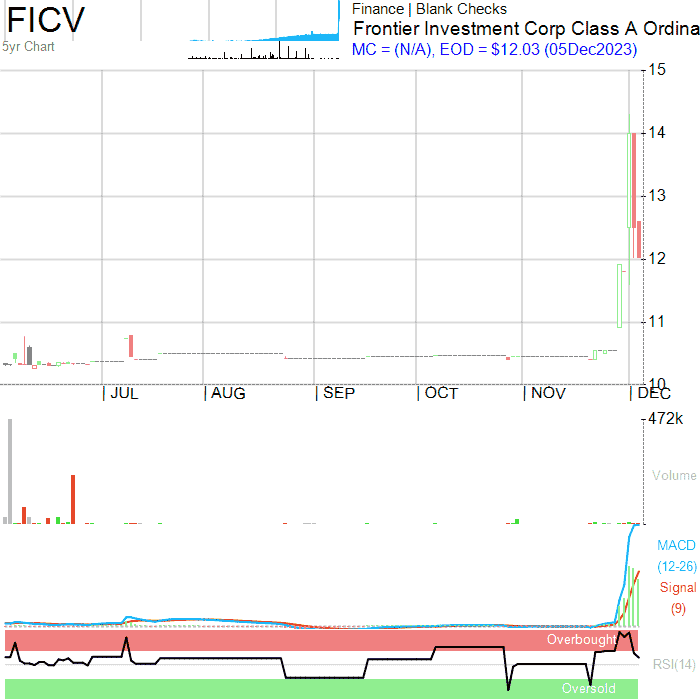 FICV
5yr Chart
Finance | Blank Checks
Frontier Investment Corp Class A Ordina
MC = (N/A), EOD = $12.03 (05Dec2023)
15
14
13
12
11
10
| JUL | AUG | SEP | OCT | NOV | DEC
472k
Volume
MACD
(12-26)
Signal
(9)
Overbought
RSI(14)
Oversold